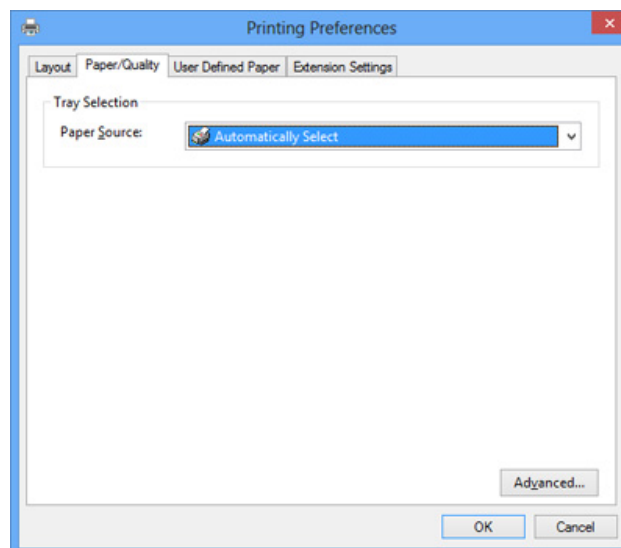 Printing Preferences
Layout Paper/Quality User Defined Paper Extension Settings
Tray Selection
Paper Source: Automatically Select
Advanced...
OK Cancel